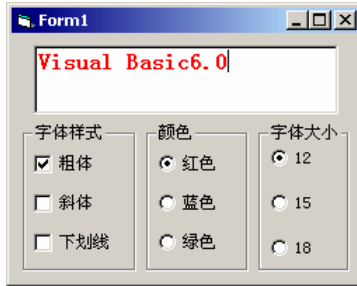 Form1
Visual Basic6.0
字体样式 颜色 字体大小
粗体 红色 12
斜体 蓝色 15
下划线 绿色 18